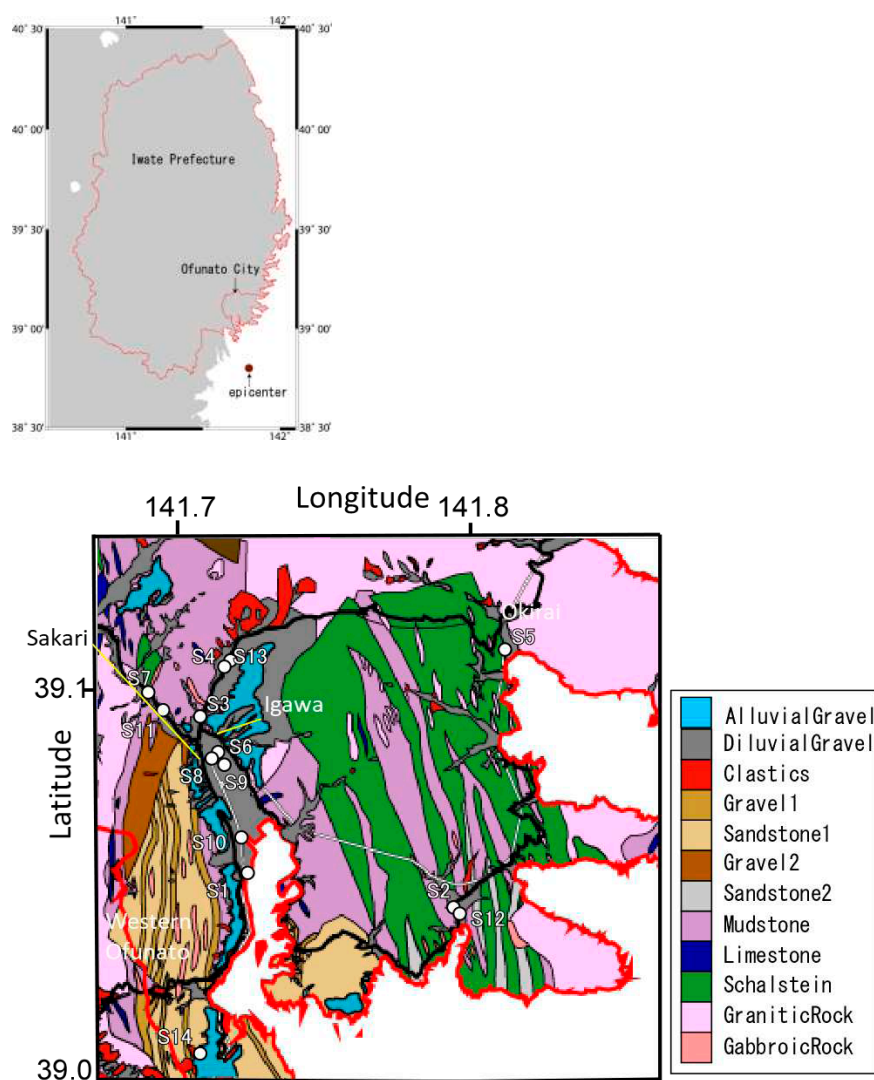 141° 142°
40° 30' 40° 30'
40° 00' 40° 00'
Iwate Prefecture
39° 30' 39° 30'
Ofunato City
39° 00' 39° 00'
epicenter
38° 30' 38° 30'
141° 142°
Longitude
141.7 141.8
Okirai
Sakari
S5
S4 S13
S7
39.1
S3 Igawa
S11
S6
S8 S9
Latitude
S10
S1 S2
S12
Western
Ofunato
S14
39.0
AlluvialGravel
DiluvialGravel
Clastics
Gravel1
Sandstone1
Gravel2
Sandstone2
Mudstone
Limestone
Schalstein
GraniticRock
GabbroicRock